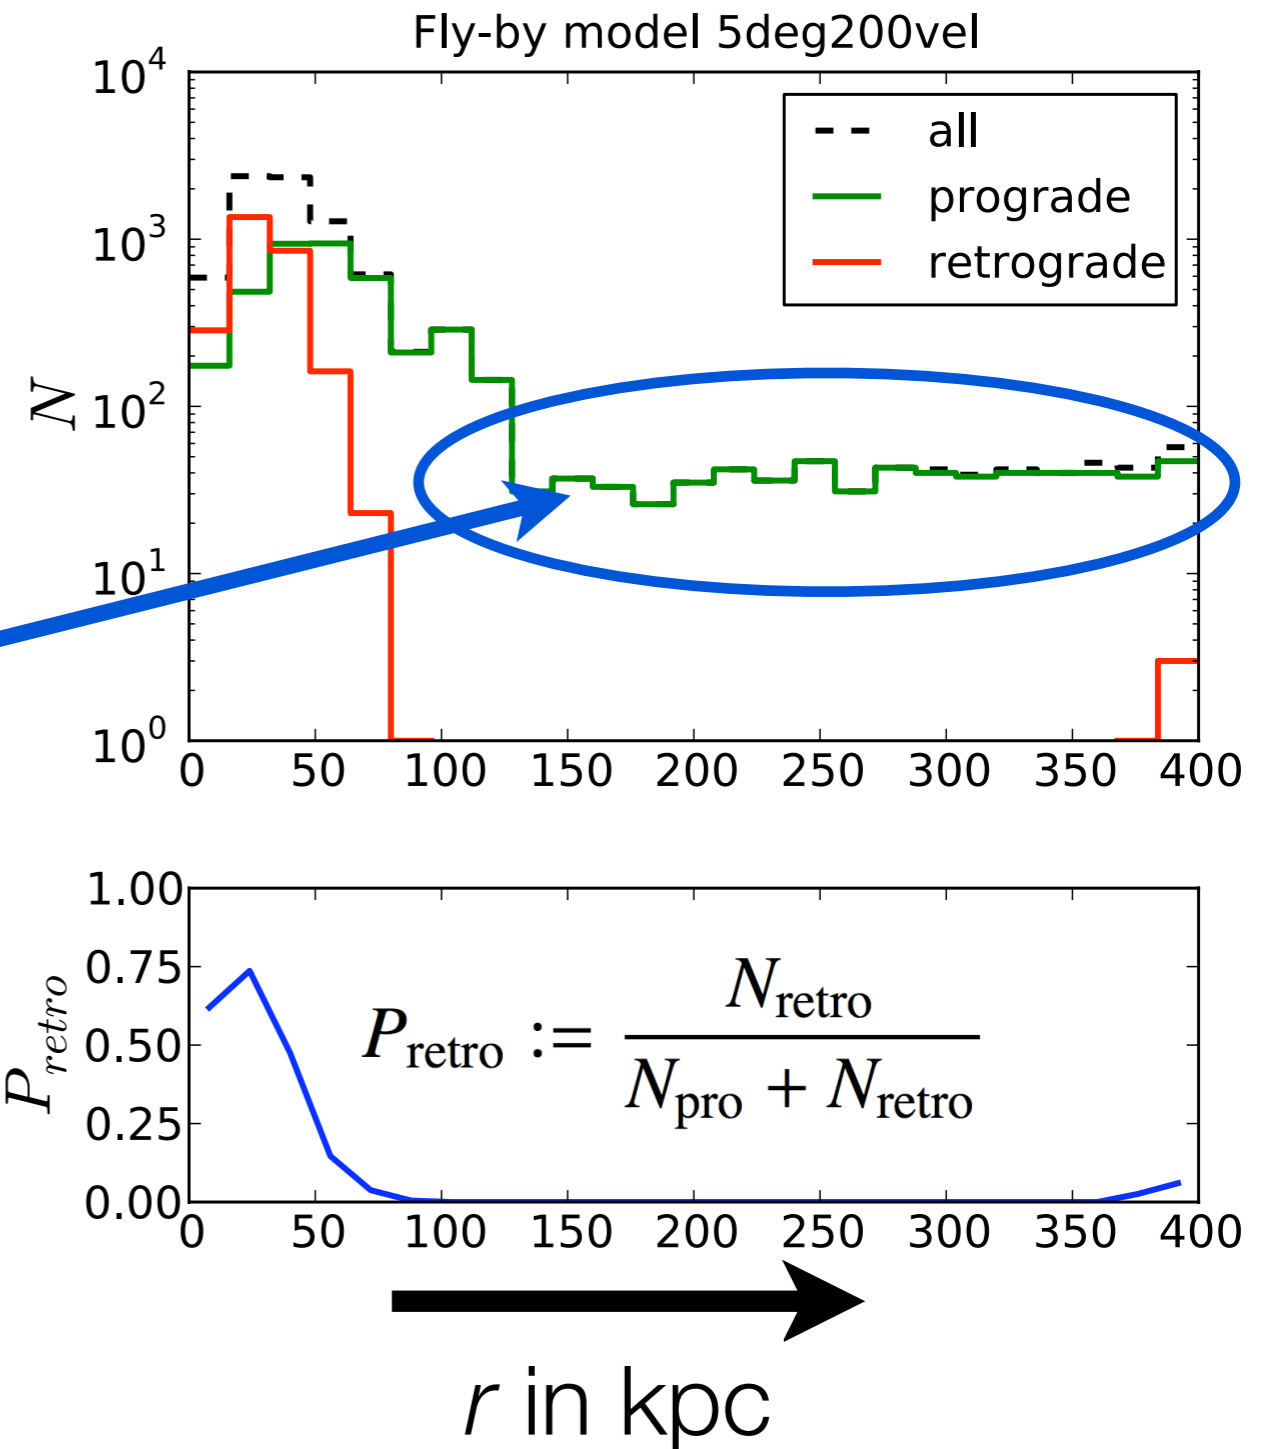 Fly-by model 5deg200vel
10^4
10^3
10^2
10^1
10^0
N
all
prograde
retrograde
0 50 100 150 200 250 300 350 400
1.00
0.75
0.50
0.25
0.00
P_retro
P_retro := N_retro / (N_pro + N_retro)
0 50 100 150 200 250 300 350 400
r in kpc